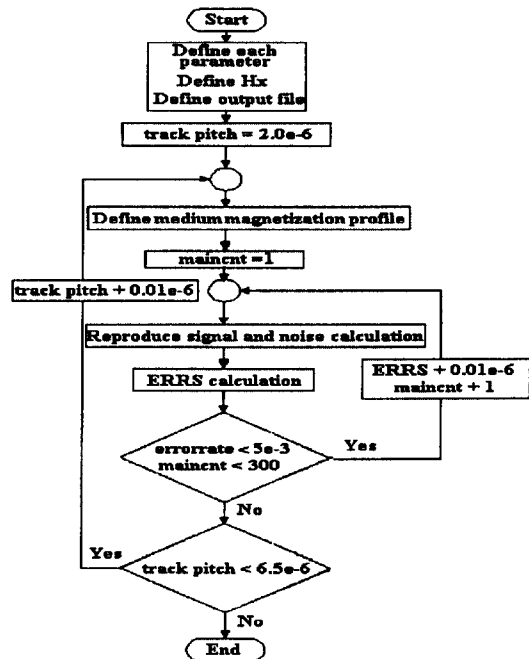 Start
Define each
parameter
Define Hx
Define output file
track pitch = 2.0e-6
Define medium magnetization profile
maincnt =1
track pitch + 0.01e-6
Reproduce signal and noise calculation
ERRS calculation
ERRS + 0.01e-6
maincnt + 1
errorrate < 5e-3
maincnt < 300
Yes
No
Yes
track pitch < 6.5e-6
No
End